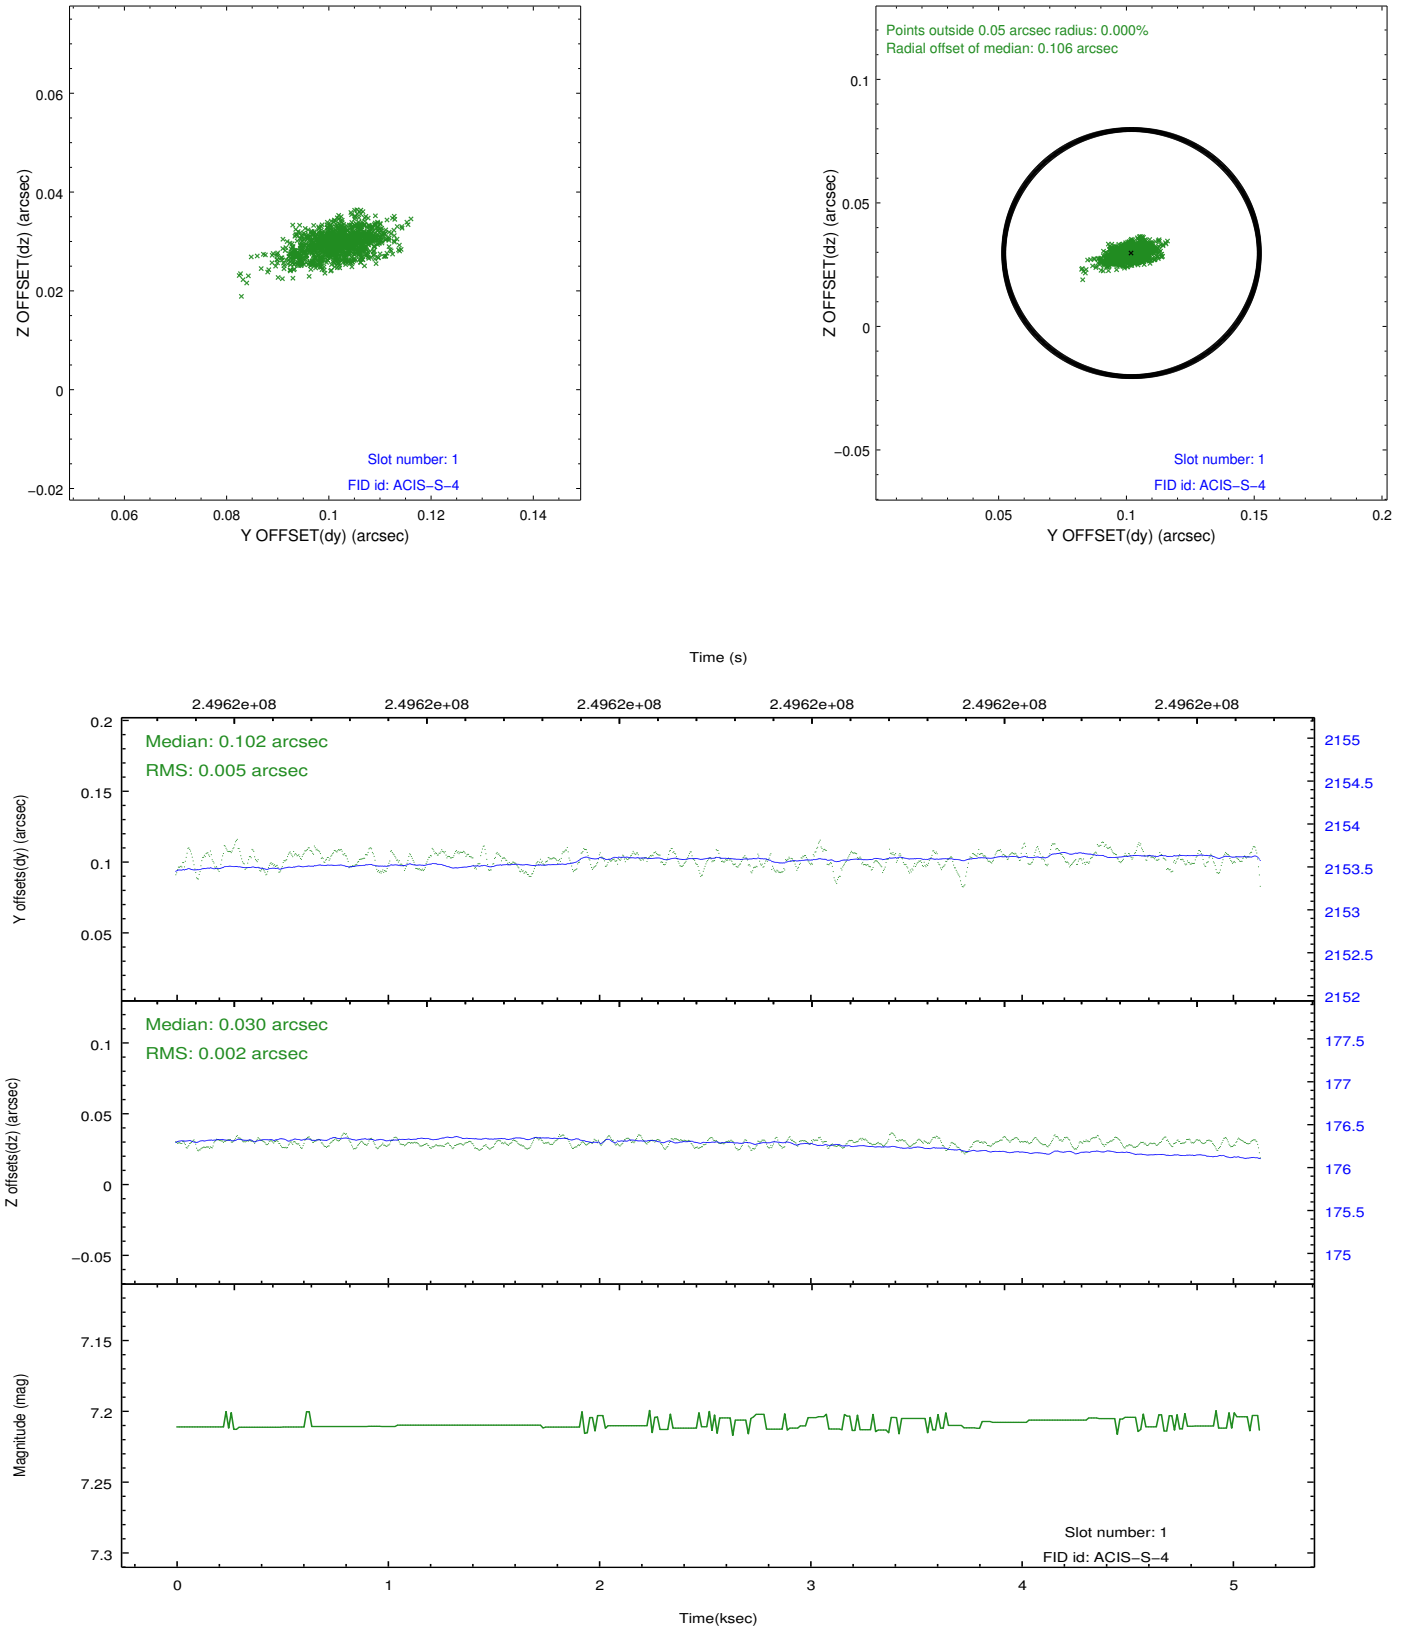 0.06
0.04
0.02
0
−0.02
Z OFFSET(dz) (arcsec)
Slot number: 1
FID id: ACIS−S−4
0.06 0.08 0.1 0.12 0.14
Y OFFSET(dy) (arcsec)
Points outside 0.05 arcsec radius: 0.000%
Radial offset of median: 0.106 arcsec
0.1
0.05
0
−0.05
Z OFFSET(dz) (arcsec)
Slot number: 1
FID id: ACIS−S−4
0.05 0.1 0.15 0.2
Y OFFSET(dy) (arcsec)
Time (s)
2.4962e+08 2.4962e+08 2.4962e+08 2.4962e+08 2.4962e+08 2.4962e+08
Median: 0.102 arcsec
RMS: 0.005 arcsec
0.2
0.15
0.1
0.05
Y offsets(dy) (arcsec)
2155
2154.5
2154
2153.5
2153
2152.5
2152
Median: 0.030 arcsec
RMS: 0.002 arcsec
0.1
0.05
0
−0.05
Z offsets(dz) (arcsec)
177.5
177
176.5
176
175.5
175
7.15
7.2
7.25
7.3
Magnitude (mag)
Slot number: 1
FID id: ACIS−S−4
0 1 2 3 4 5
Time(ksec)